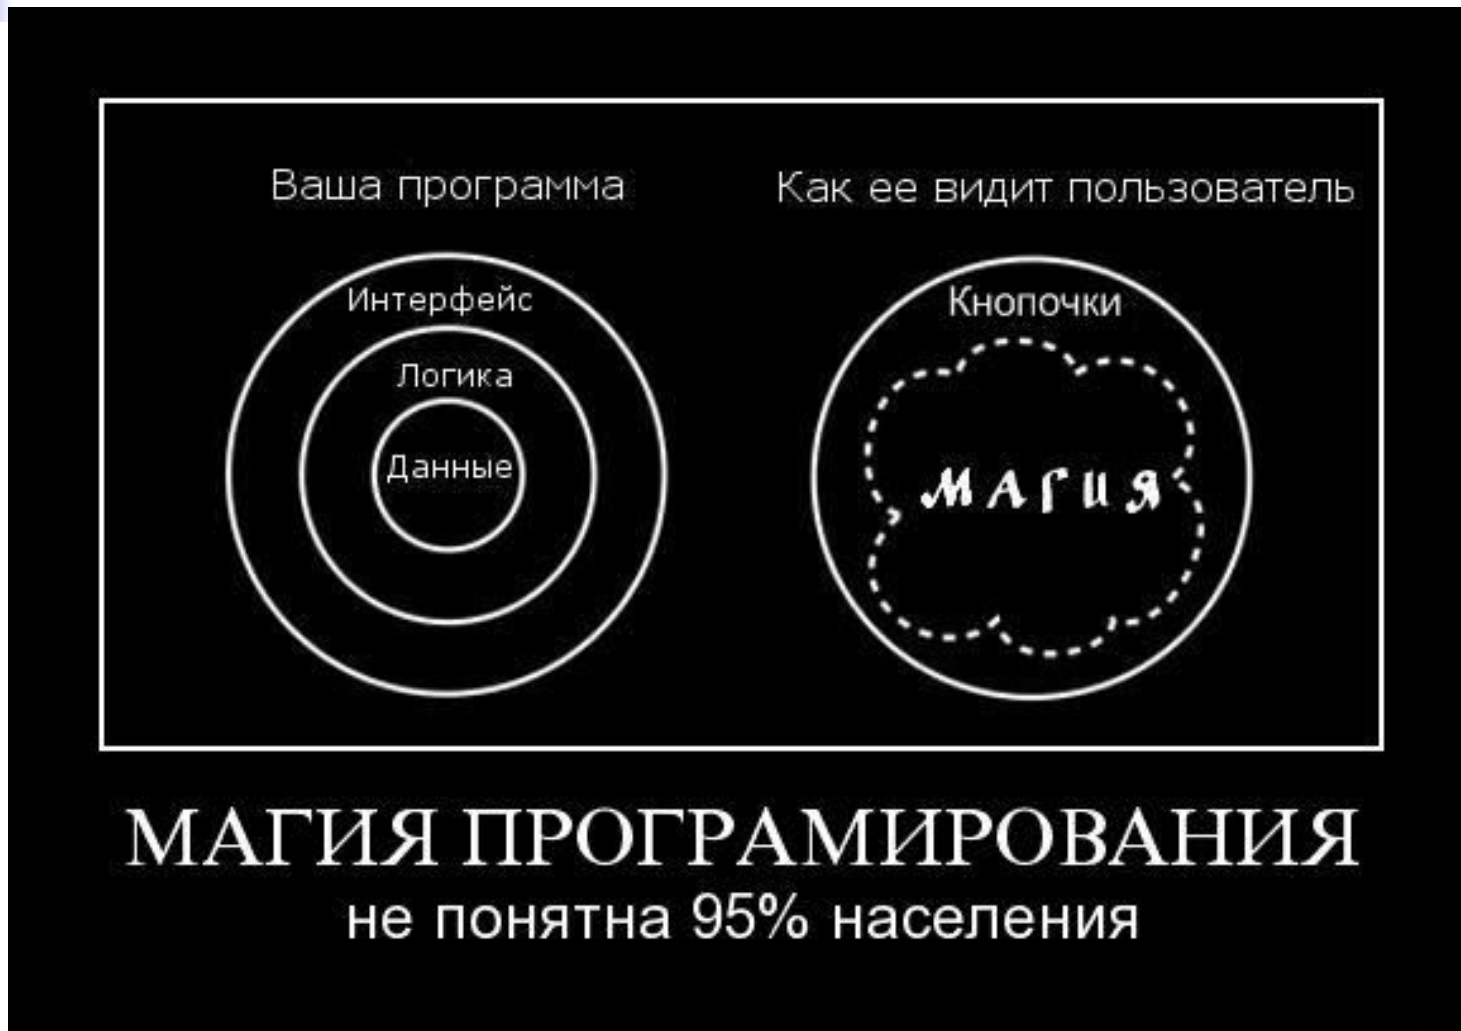 Ваша программа
Как ее видит пользователь
Интерфейс
Логика
Данные
Кнопочки
МАГИЯ
МАГИЯ ПРОГРАМИРОВАНИЯ
не понятна 95% населения